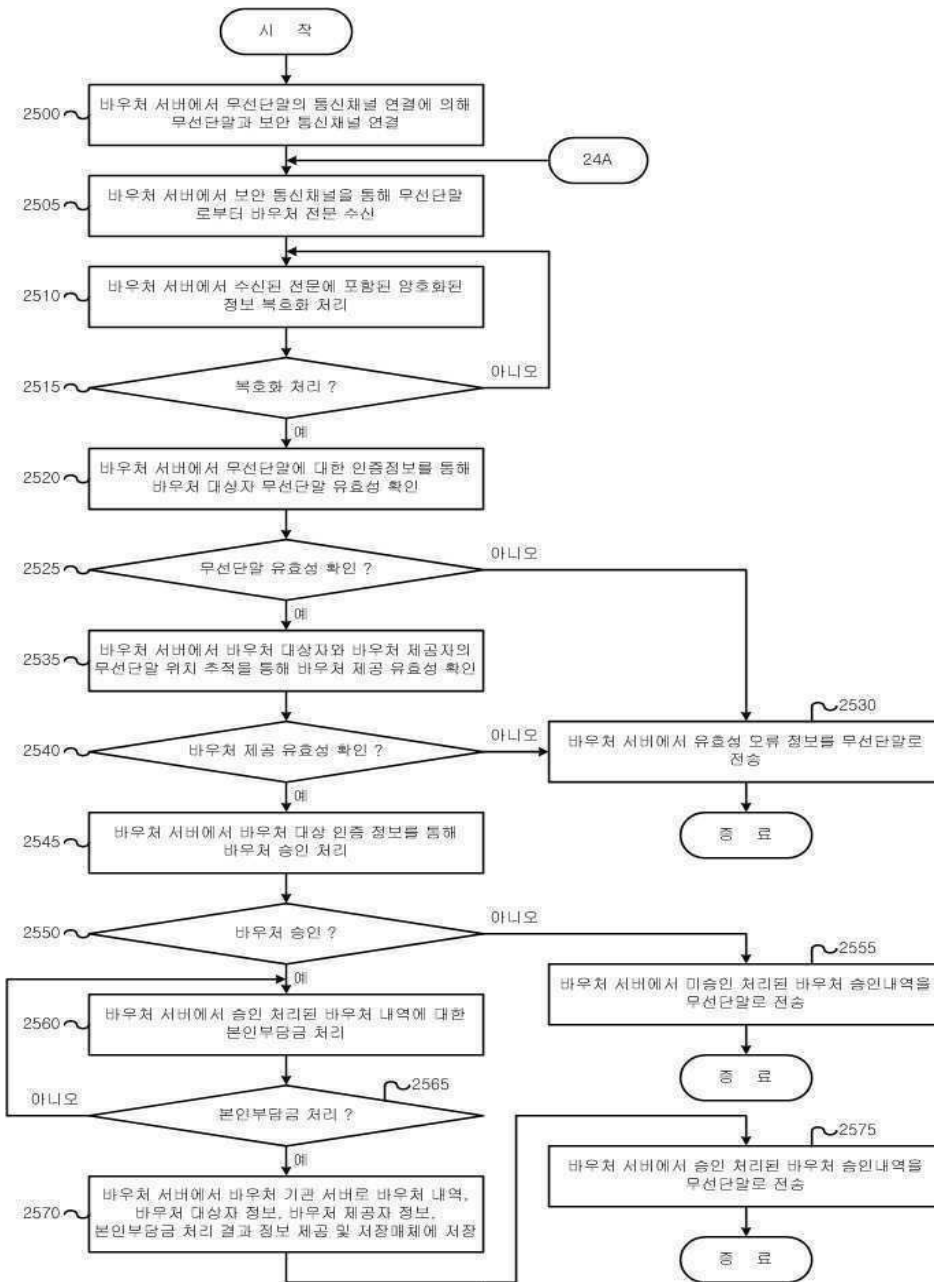 시 작
2500
바우처 서버에서 무선단말의 통신채널 연결에 의해
무선단말과 보안 통신채널 연결
24A
2505
바우처 서버에서 보안 통신채널을 통해 무선단말
로부터 바우처 전문 수신
2510
바우처 서버에서 수신된 전문에 포함된 암호화된
정보 복호화 처리
2515
복호화 처리 ?
아니오
예
2520
바우처 서버에서 무선단말에 대한 인증정보를 통해
바우처 대상자 무선단말 유효성 확인
2525
무선단말 유효성 확인 ?
아니오
예
2535
바우처 서버에서 바우처 대상자와 바우처 제공자의
무선단말 위치 추적을 통해 바우처 제공 유효성 확인
2540
바우처 제공 유효성 확인 ?
아니오
예
2530
바우처 서버에서 유효성 오류 정보를 무선단말로
전송
종 료
2545
바우처 서버에서 바우처 대상 인증 정보를 통해
바우처 승인 처리
2550
바우처 승인 ?
아니오
예
2555
바우처 서버에서 미승인 처리된 바우처 승인내역을
무선단말로 전송
종 료
2560
바우처 서버에서 승인 처리된 바우처 내역에 대한
본인부담금 처리
2565
본인부담금 처리 ?
아니오
예
2570
바우처 서버에서 바우처 기관 서버로 바우처 내역,
바우처 대상자 정보, 바우처 제공자 정보,
본인부담금 처리 결과 정보 제공 및 저장매체에 저장
2575
바우처 서버에서 승인 처리된 바우처 승인내역을
무선단말로 전송
종 료